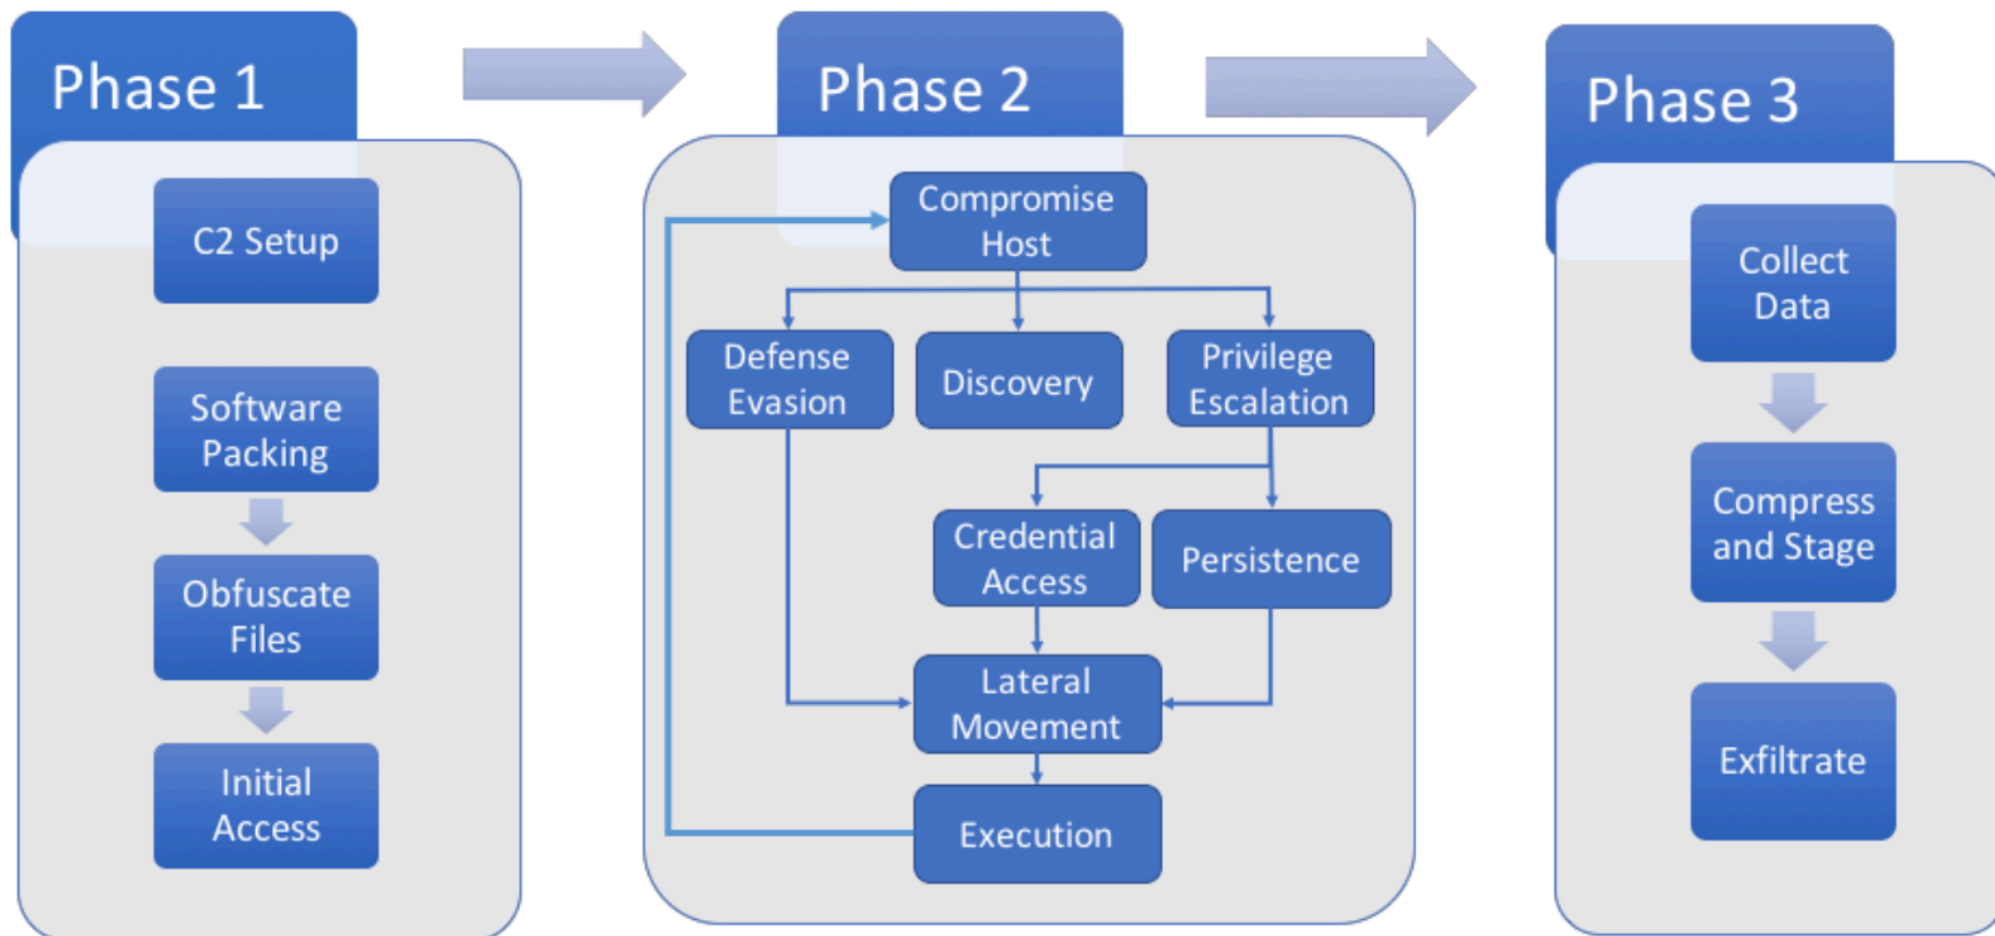 Phase 1
C2 Setup
Software
Packing
Obfuscate
Files
Initial
Access
Phase 2
Compromise
Host
Defense
Evasion
Discovery
Privilege
Escalation
Credential
Access
Persistence
Lateral
Movement
Execution
Phase 3
Collect
Data
Compress
and Stage
Exfiltrate